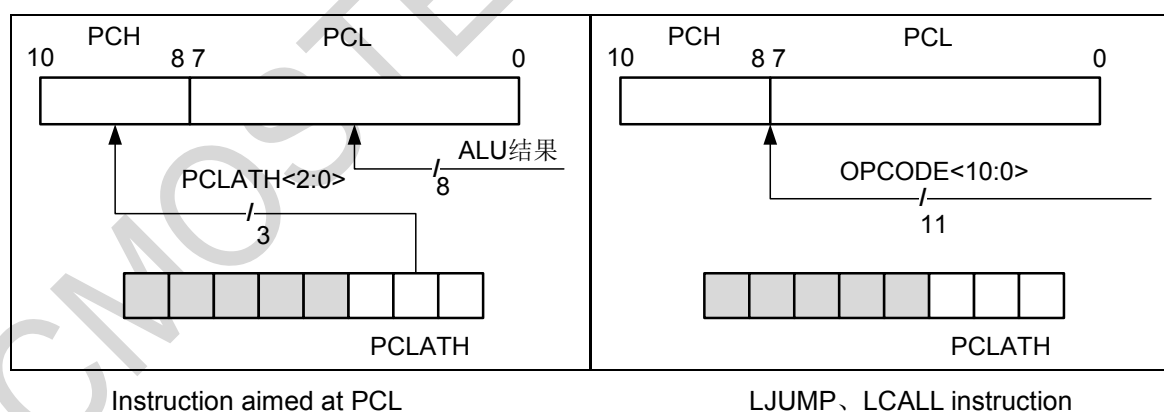 PCH PCL
10 8 7 0
ALU结果
8
PCLATH<2:0>
3
PCLATH
Instruction aimed at PCL
PCH PCL
10 8 7 0
OPCODE<10:0>
11
PCLATH
LJUMP、LCALL instruction